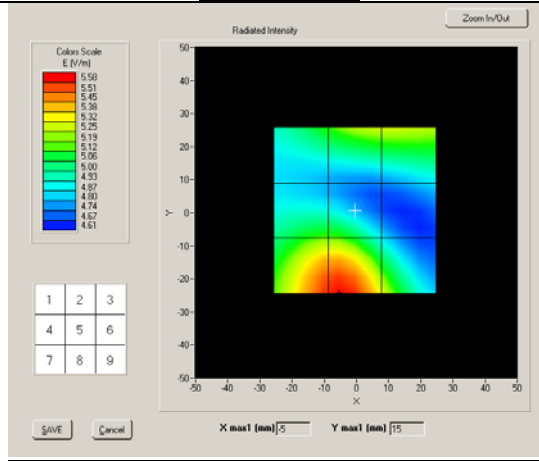 Zoom In/Out
Radiated Intensity
Colors Scale
E (V/m)
5.58
5.51
5.45
5.38
5.32
5.25
5.19
5.12
5.06
5.00
4.93
4.87
4.80
4.74
4.67
4.61
50
40
30
20
10
0
-10
-20
-30
-40
-50
Y
-50 -40 -30 -20 -10 0 10 20 30 40 50
X
1 2 3
4 5 6
7 8 9
SAVE Cancel X max1 (mm) -5 Y max1 (mm) 15